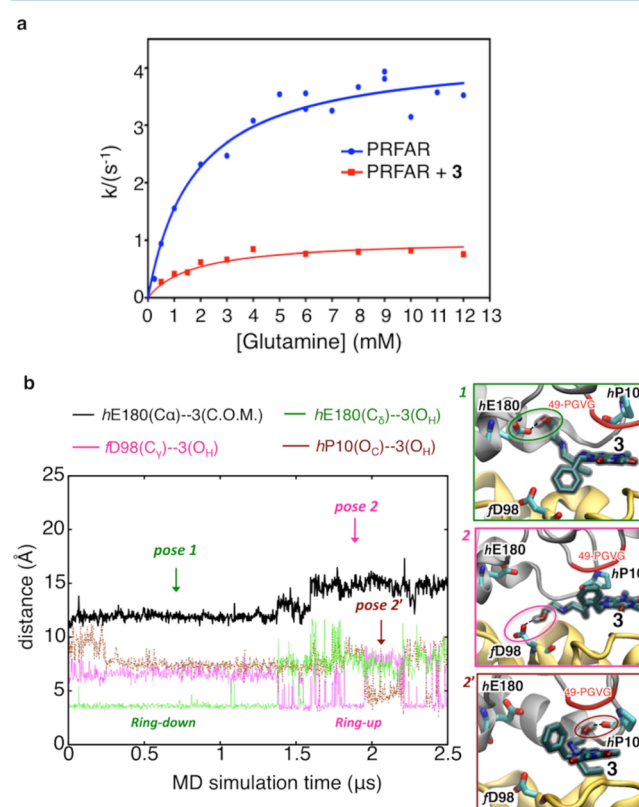 a
4
3
2
1
0
k/(s⁻¹)
PRFAR
PRFAR + 3
0 1 2 3 4 5 6 7 8 9 10 11 12 13
[Glutamine] (mM)
b
hE180(Cα)--3(C.O.M.)
hE180(Cδ)--3(OH)
fD98(Cγ)--3(OH)
hP10(OC)--3(OH)
25
20
15
10
5
0
distance (Å)
pose 1
pose 2
pose 2'
Ring-down
Ring-up
0 0.5 1 1.5 2 2.5
MD simulation time (µs)
1
hP10
hE180
49-PGVG
3
fD98
2
49-PGVG
hE180
hP10
3
fD98
2'
hE180
49-PGVG
hP10
3
fD98